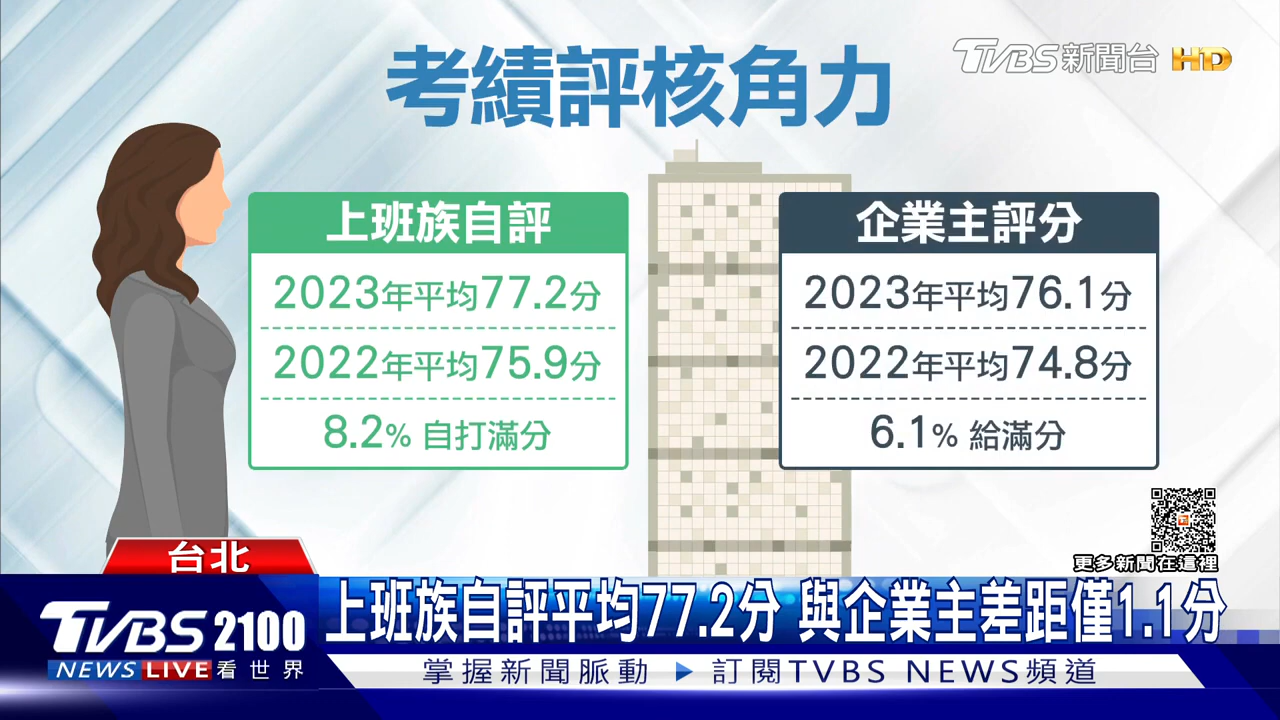 TVBS新聞台 HD
考績評核角力
上班族自評
2023年平均77.2分
2022年平均75.9分
8.2% 自打滿分
企業主評分
2023年平均76.1分
2022年平均74.8分
6.1% 給滿分
更多新聞在這裡
台北
上班族自評平均77.2分 與企業主差距僅1.1分
TVBS 2100
NEWS LIVE 看世界
掌握新聞脈動 ▶ 訂閱TVBS NEWS頻道